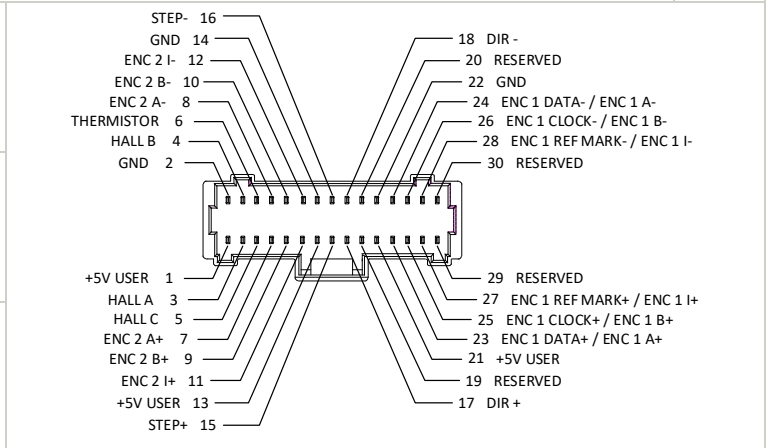 STEP- 16
GND 14
ENC 2 I- 12
ENC 2 B- 10
ENC 2 A- 8
THERMISTOR 6
HALL B 4
GND 2
18 DIR -
20 RESERVED
22 GND
24 ENC 1 DATA- / ENC 1 A-
26 ENC 1 CLOCK- / ENC 1 B-
28 ENC 1 REF MARK- / ENC 1 I-
30 RESERVED
+5V USER 1
HALL A 3
HALL C 5
ENC 2 A+ 7
ENC 2 B+ 9
ENC 2 I+ 11
+5V USER 13
STEP+ 15
29 RESERVED
27 ENC 1 REF MARK+ / ENC 1 I+
25 ENC 1 CLOCK+ / ENC 1 B+
23 ENC 1 DATA+ / ENC 1 A+
21 +5V USER
19 RESERVED
17 DIR +